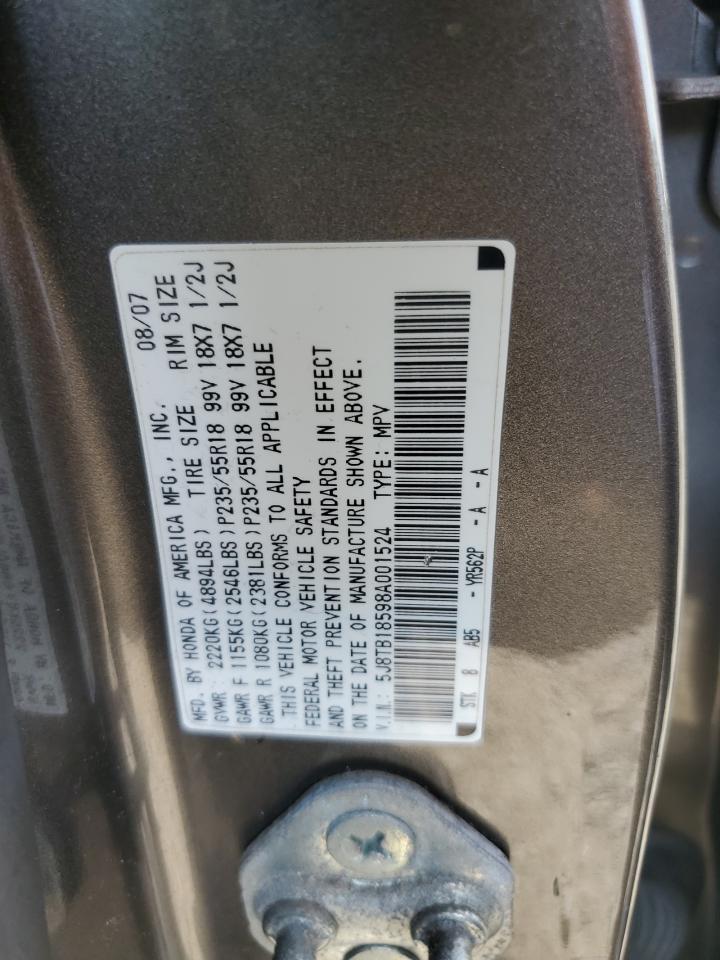 MFD. BY HONDA OF AMERICA MFG., INC. 08/07
GVWR: 2220KG(4894LBS) TIRE SIZE RIM SIZE
GAWR F 1155KG(2546LBS)P235/55R18 99V 18X7 1/2J
GAWR R 1080KG(2381LBS)P235/55R18 99V 18X7 1/2J
THIS VEHICLE CONFORMS TO ALL APPLICABLE
FEDERAL MOTOR VEHICLE SAFETY
AND THEFT PREVENTION STANDARDS IN EFFECT
ON THE DATE OF MANUFACTURE SHOWN ABOVE.
V.I.N.: 5J8TB18598A001524 TYPE: MPV
STK 8 AB5 - YR562P - A - A